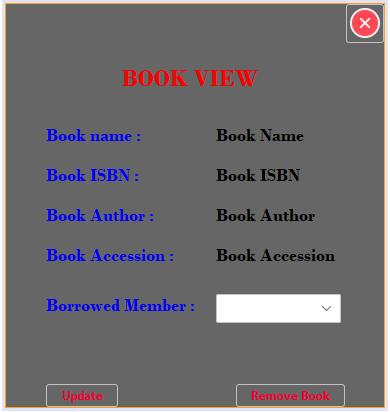 BOOK VIEW
Book name : Book Name
Book ISBN : Book ISBN
Book Author : Book Author
Book Accession : Book Accession
Borrowed Member :
Update Remove Book